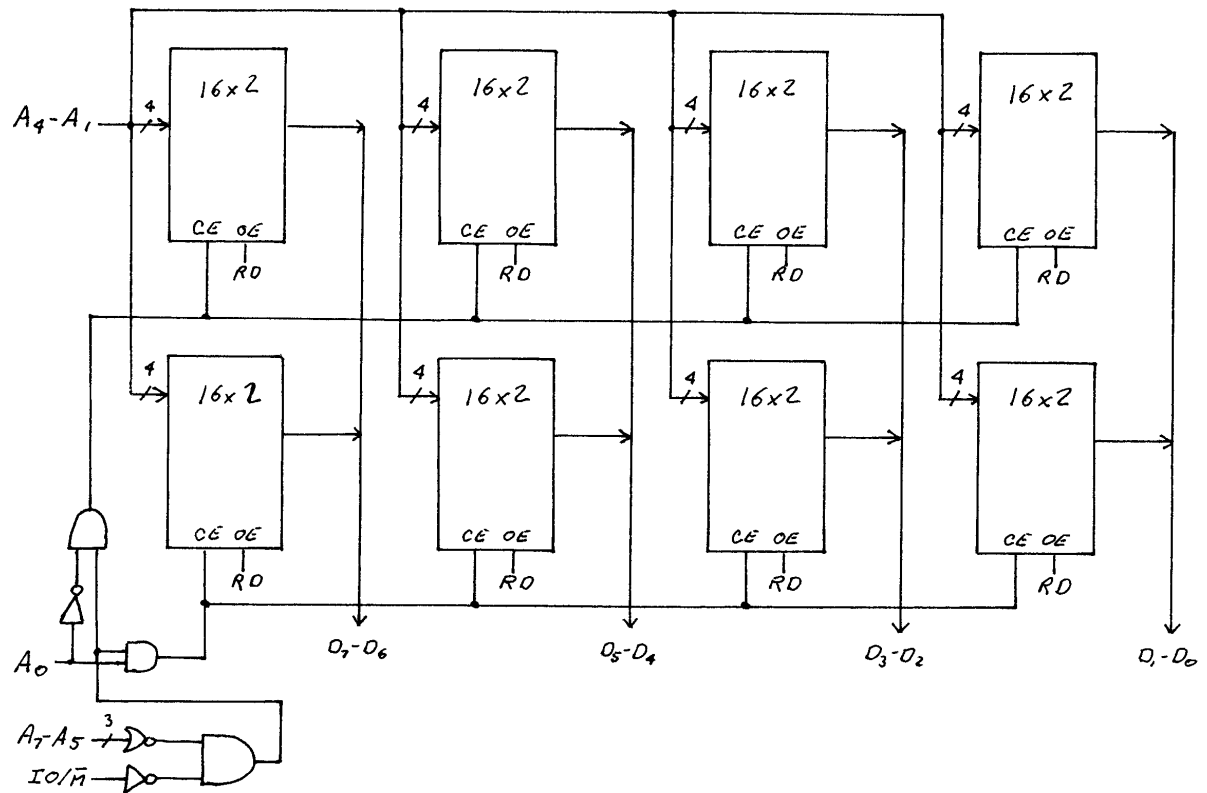 16x2 16x2 16x2 16x2
A4-A1 4 4 4 4
CE OE CE OE CE OE CE OE
RD RD RD RD
4 4 4 4
16x2 16x2 16x2 16x2
CE OE CE OE CE OE CE OE
RD RD RD RD
A0 D7-D6 D5-D4 D3-D2 D1-D0
A7-A5 3
IO/M̅